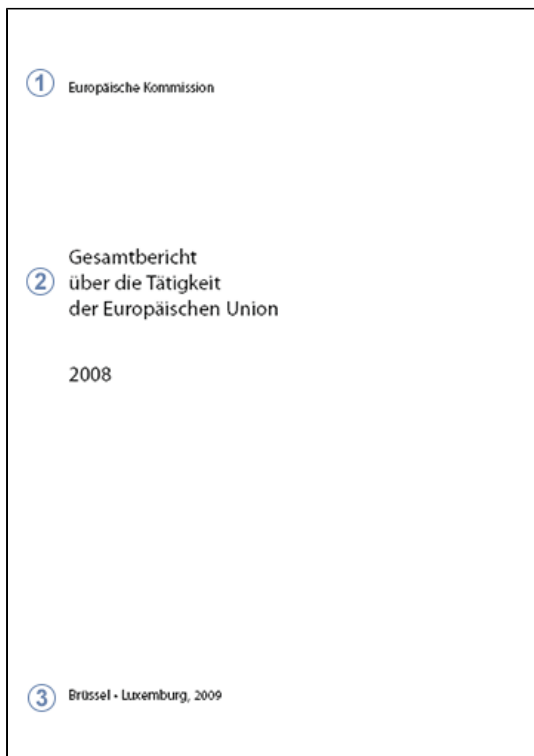 1 Europäische Kommission
2 Gesamtbericht
über die Tätigkeit
der Europäischen Union
2008
3 Brüssel • Luxemburg, 2009